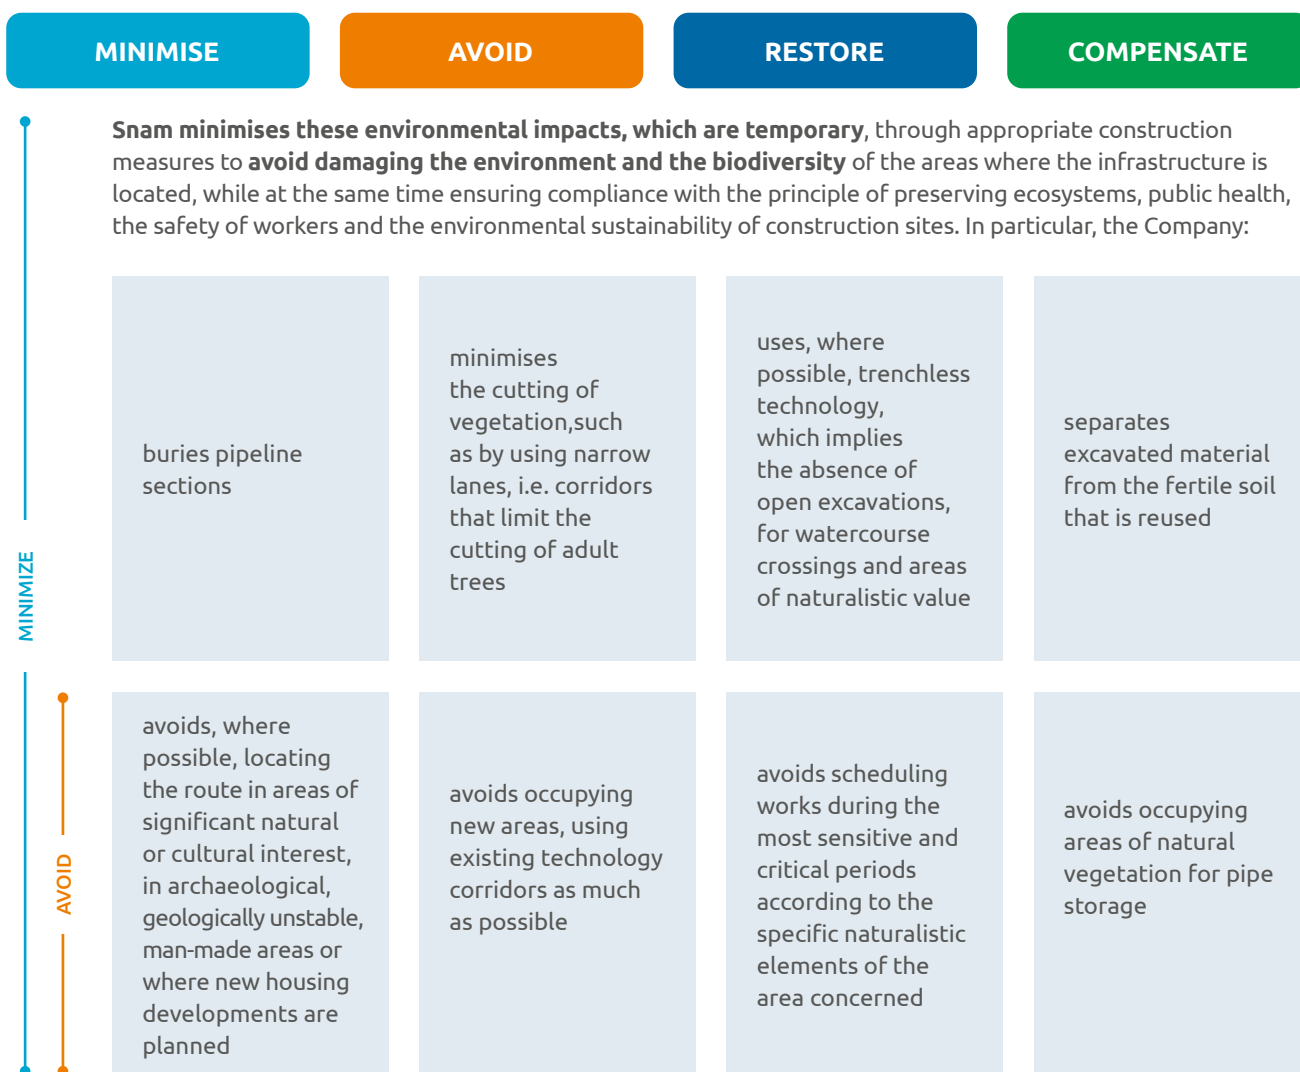 MINIMISE
AVOID
RESTORE
COMPENSATE
Snam minimises these environmental impacts, which are temporary, through appropriate construction
measures to avoid damaging the environment and the biodiversity of the areas where the infrastructure is
located, while at the same time ensuring compliance with the principle of preserving ecosystems, public health,
the safety of workers and the environmental sustainability of construction sites. In particular, the Company:
MINIMIZE
buries pipeline
sections
minimises
the cutting of
vegetation,such
as by using narrow
lanes, i.e. corridors
that limit the
cutting of adult
trees
uses, where
possible, trenchless
technology,
which implies
the absence of
open excavations,
for watercourse
crossings and areas
of naturalistic value
separates
excavated material
from the fertile soil
that is reused
AVOID
avoids, where
possible, locating
the route in areas of
significant natural
or cultural interest,
in archaeological,
geologically unstable,
man-made areas or
where new housing
developments are
planned
avoids occupying
new areas, using
existing technology
corridors as much
as possible
avoids scheduling
works during the
most sensitive and
critical periods
according to the
specific naturalistic
elements of the
area concerned
avoids occupying
areas of natural
vegetation for pipe
storage